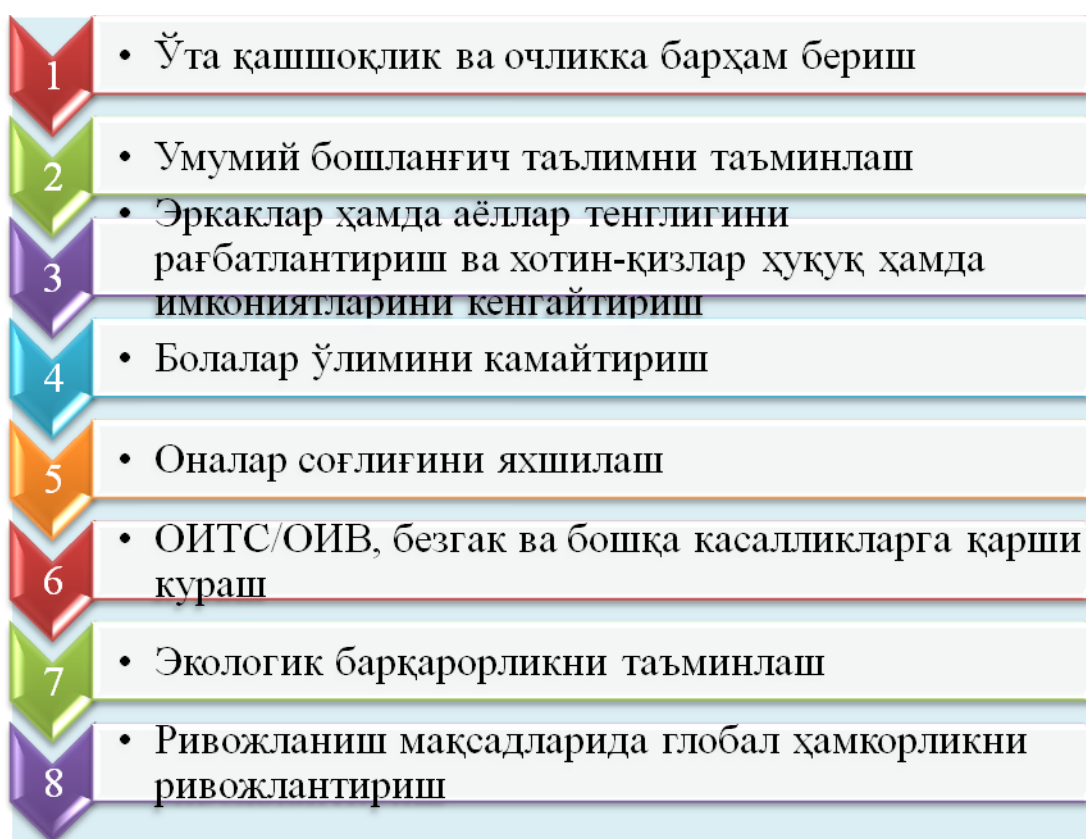 1
• Ўта қашшоқлик ва очликка барҳам бериш
2
• Умумий бошланғич таълимни таъминлаш
3
• Эркаклар ҳамда аёллар тенглигини
рағбатлантириш ва хотин-қизлар ҳуқуқ ҳамда
имкониятларини кенгайтириш
4
• Болалар ўлимини камайтириш
5
• Оналар соғлиғини яхшилаш
6
• ОИТС/ОИВ, безгак ва бошқа касалликларга қарши
кураш
7
• Экологик барқарорликни таъминлаш
8
• Ривожланиш мақсадларида глобал ҳамкорликни
ривожлантириш